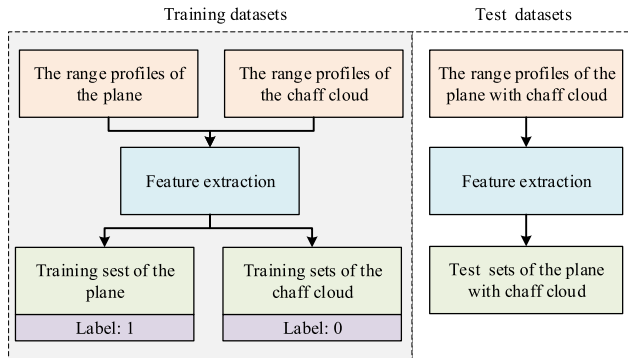 Training datasets
Test datasets
The range profiles of
the plane
The range profiles of
the chaff cloud
The range profiles of the
plane with chaff cloud
Feature extraction
Feature extraction
Training sest of the
plane
Label: 1
Training sets of the
chaff cloud
Label: 0
Test sets of the plane
with chaff cloud